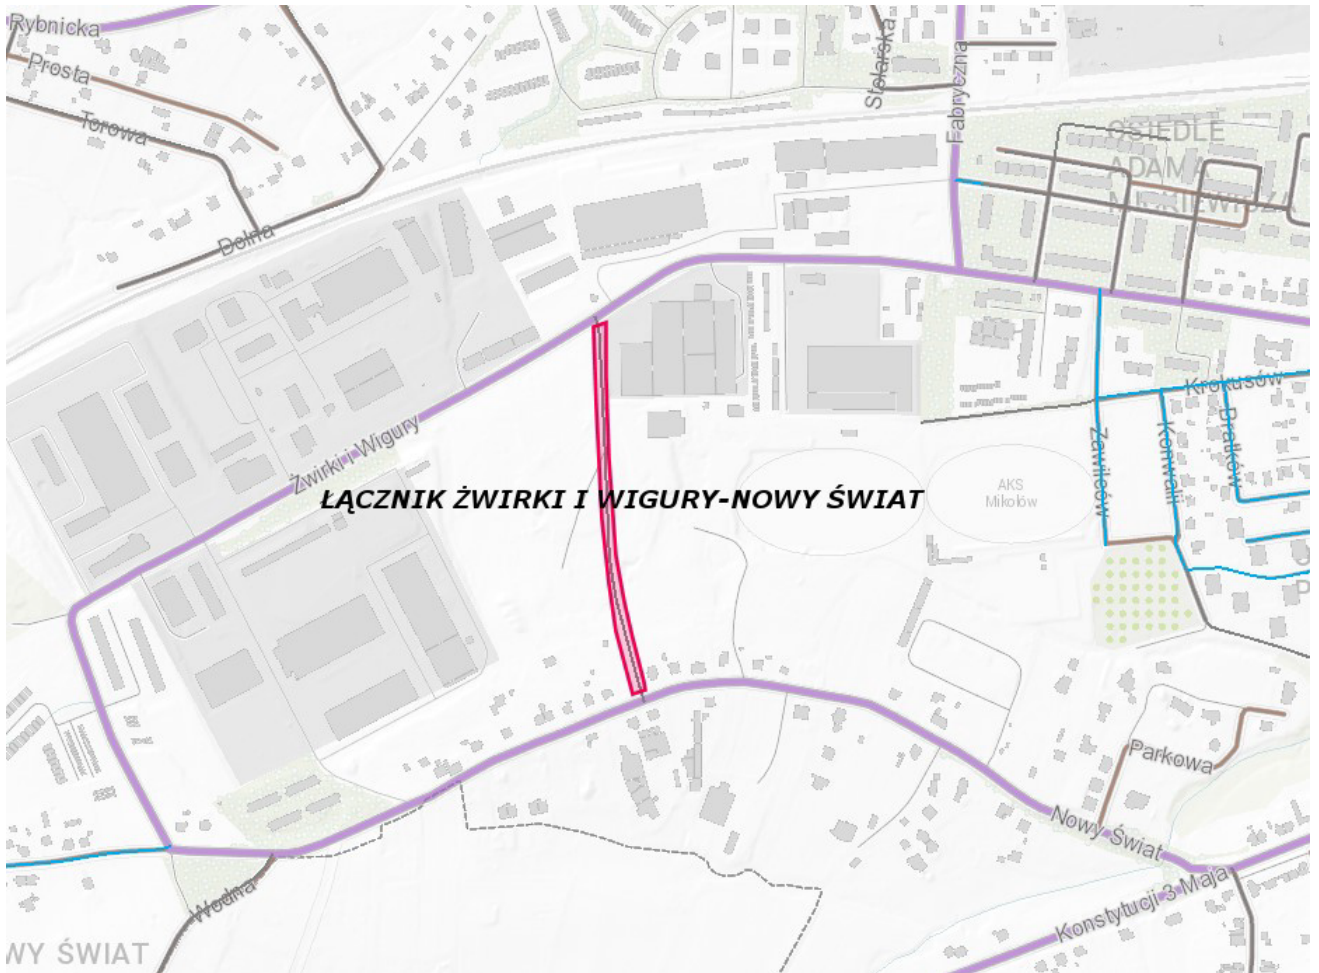 Rybnicka
Prosta
Torowa
Dolna
Stolarska
Fabryczna
OSIEDLE
ADAMA
MICKIEWICZA
Żwirki i Wigury
ŁĄCZNIK ŻWIRKI I WIGURY-NOWY ŚWIAT
AKS
Mikołów
Krokusów
Zawilców
Konwalii
Bratków
Parkowa
Nowy Świat
Konstytucji 3 Maja
Wodna
WY ŚWIAT